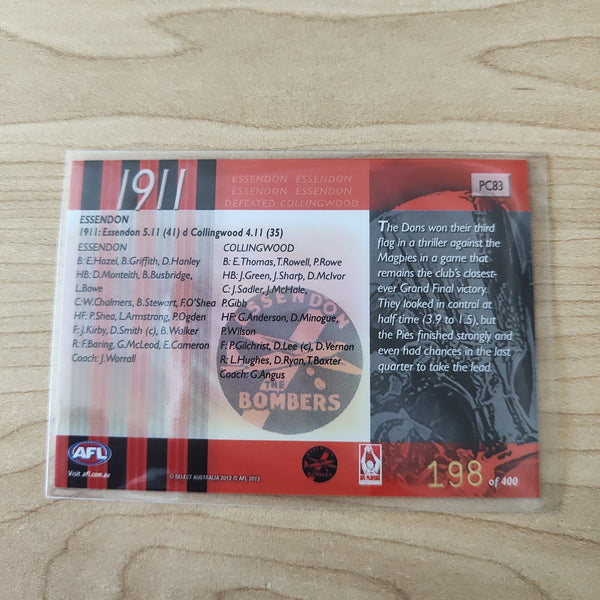 1911
ESSENDON ESSENDON
ESSENDON ESSENDON
DEFEATED COLLINGWOOD
PC83
ESSENDON
1911: Essendon 5.11 (41) d Collingwood 4.11 (35)
ESSENDON
B: E.Hazel, B.Griffith, D.Hanley
HB: D.Monteith, B.Busbridge,
L.Bowe
C:W.Chalmers, B.Stewart, F.O'Shea
HF: P.Shea, L.Armstrong, P.Ogden
F: J.Kirby, D.Smith (c), B.Walker
R: F.Baring, G.McLeod, E.Cameron
Coach: J.Worrall
COLLINGWOOD
B: E.Thomas, T.Rowell, P.Rowe
HB: J.Green, J.Sharp, D.McIvor
C: J.Sadler, J.McHale,
P.Gibb
HF: G.Anderson, D.Minogue,
P.Wilson
F: P.Gilchrist, D.Lee (c), D.Vernon
R: L.Hughes, D.Ryan, T.Baxter
Coach: G.Angus
ESSENDON
THE
BOMBERS
The Dons won their third
flag in a thriller against the
Magpies in a game that
remains the club's closest-
ever Grand Final victory.
They looked in control at
half time (3.9 to 1.5), but
the Pies finished strongly and
even had chances in the last
quarter to take the lead.
AFL
Visit afl.com.au
© SELECT AUSTRALIA 2012 © AFL 2012
BOMBERS
AFL PLAYERS
198 of 400